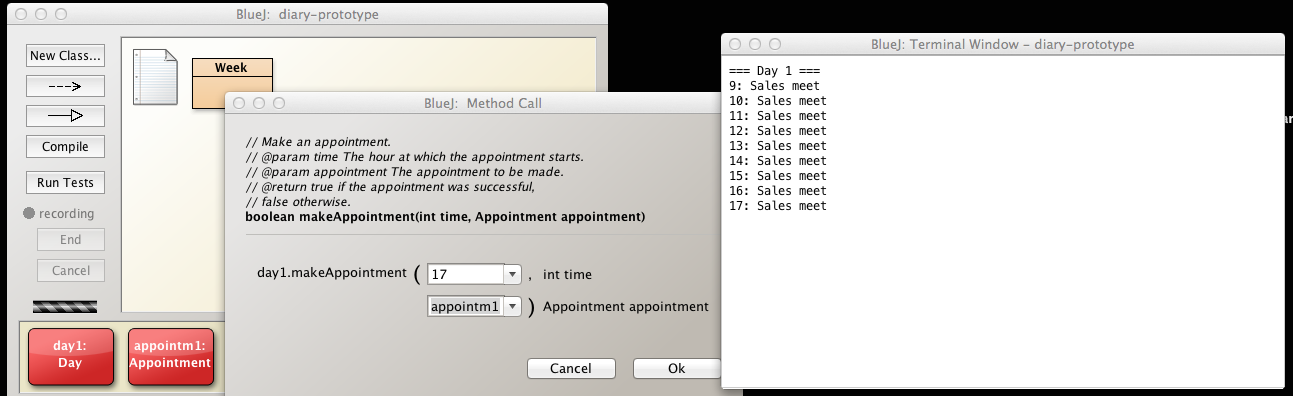 BlueJ: diary-prototype
New Class...
Compile
Run Tests
recording
End
Cancel
Week
day1:
Day
appointm1:
Appointment
BlueJ: Method Call
// Make an appointment.
// @param time The hour at which the appointment starts.
// @param appointment The appointment to be made.
// @return true if the appointment was successful,
// false otherwise.
boolean makeAppointment(int time, Appointment appointment)
day1.makeAppointment ( 17 , int time
appointm1 ) Appointment appointment
Cancel
Ok
BlueJ: Terminal Window - diary-prototype
=== Day 1 ===
9: Sales meet
10: Sales meet
11: Sales meet
12: Sales meet
13: Sales meet
14: Sales meet
15: Sales meet
16: Sales meet
17: Sales meet